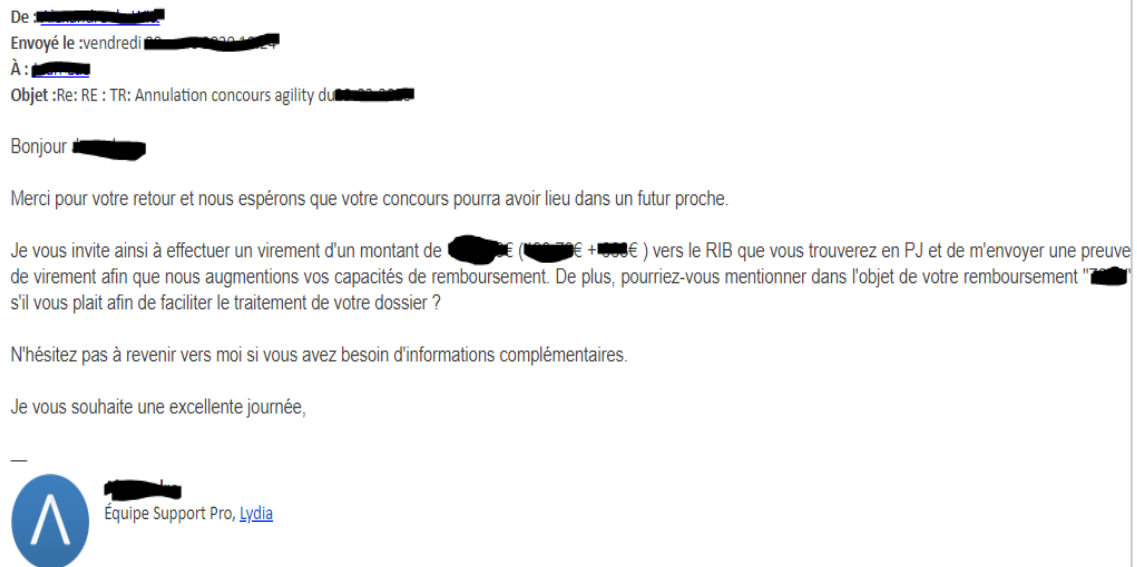 De :
Envoyé le :vendredi
À :
Objet :Re: RE : TR: Annulation concours agility du
Bonjour
Merci pour votre retour et nous espérons que votre concours pourra avoir lieu dans un futur proche.
Je vous invite ainsi à effectuer un virement d'un montant de € ( € + € ) vers le RIB que vous trouverez en PJ et de m'envoyer une preuve
de virement afin que nous augmentions vos capacités de remboursement. De plus, pourriez-vous mentionner dans l'objet de votre remboursement " "
s'il vous plait afin de faciliter le traitement de votre dossier ?
N'hésitez pas à revenir vers moi si vous avez besoin d'informations complémentaires.
Je vous souhaite une excellente journée,
—
Équipe Support Pro, Lydia